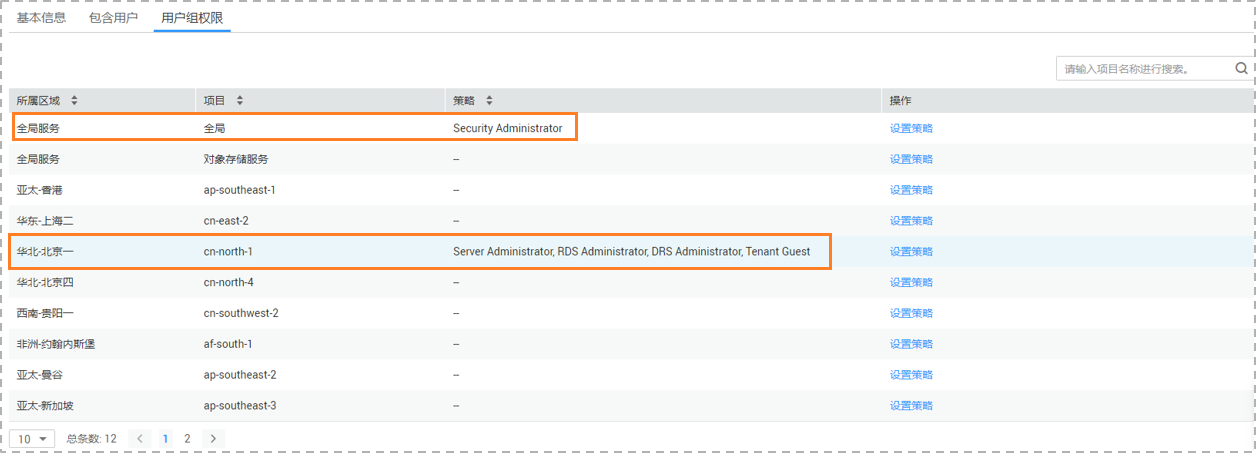 基本信息 包含用户 用户组权限
请输入项目名称进行搜索。
所属区域 项目 策略 操作
全局服务 全局 Security Administrator 设置策略
全局服务 对象存储服务 -- 设置策略
亚太-香港 ap-southeast-1 -- 设置策略
华东-上海二 cn-east-2 -- 设置策略
华北-北京一 cn-north-1 Server Administrator, RDS Administrator, DRS Administrator, Tenant Guest 设置策略
华北-北京四 cn-north-4 -- 设置策略
西南-贵阳一 cn-southwest-2 -- 设置策略
非洲-约翰内斯堡 af-south-1 -- 设置策略
亚太-曼谷 ap-southeast-2 -- 设置策略
亚太-新加坡 ap-southeast-3 -- 设置策略
10 总条数: 12 < 1 2 >